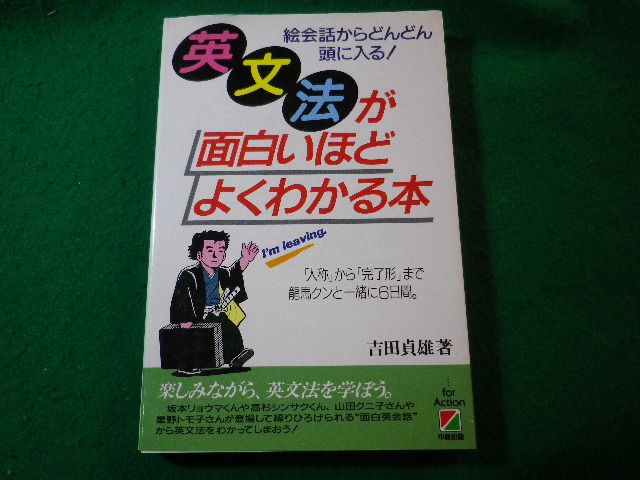 絵会話からどんどん
頭に入る!
英文法が
面白いほど
よくわかる本
I'm leaving.
「人称」から「完了形」まで
龍馬クンと一緒に6日間。
吉田貞雄著
楽しみながら、英文法を学ぼう。
坂本リョウマくんや高杉シンサクくん、山田クニ子さんや
星野トモ子さんが登場して繰りひろげられる“面白英会話”
から英文法をわかってしまおう!
for
Action
中経出版